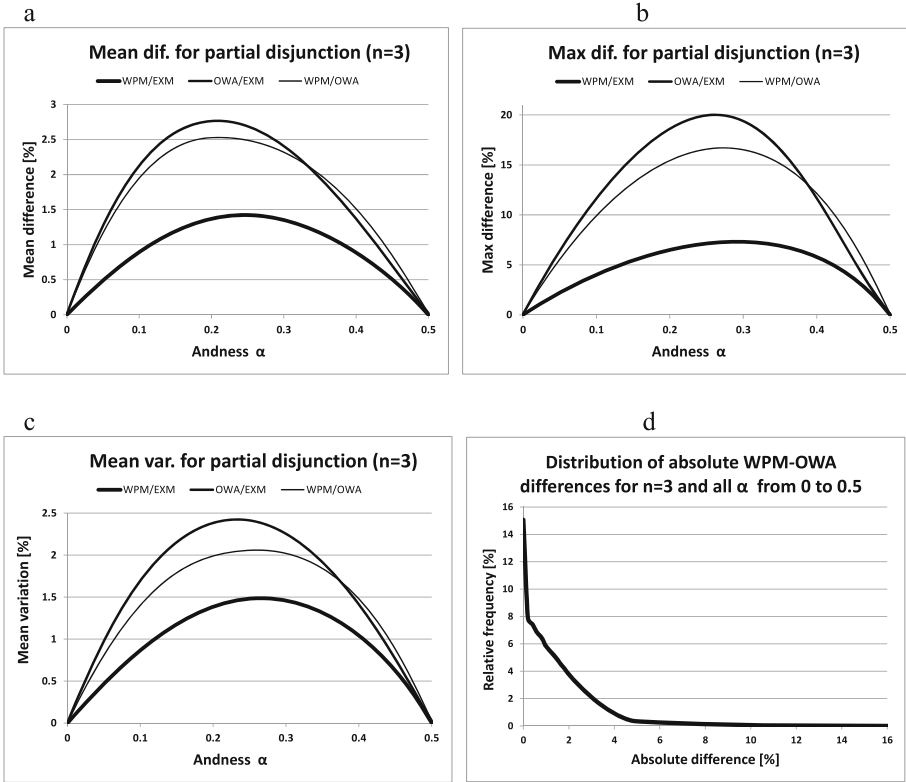 a
Mean dif. for partial disjunction (n=3)
WPM/EXM OWA/EXM WPM/OWA
3
2.5
2
1.5
1
0.5
0
Mean difference [%]
0 0.1 0.2 0.3 0.4 0.5
Andness α
b
Max dif. for partial disjunction (n=3)
WPM/EXM OWA/EXM WPM/OWA
20
15
10
5
0
Max difference [%]
0 0.1 0.2 0.3 0.4 0.5
Andness α
c
Mean var. for partial disjunction (n=3)
WPM/EXM OWA/EXM WPM/OWA
2.5
2
1.5
1
0.5
0
Mean variation [%]
0 0.1 0.2 0.3 0.4 0.5
Andness α
d
Distribution of absolute WPM-OWA
differences for n=3 and all α from 0 to 0.5
16
14
12
10
8
6
4
2
0
Relative frequency [%]
0 2 4 6 8 10 12 14 16
Absolute difference [%]